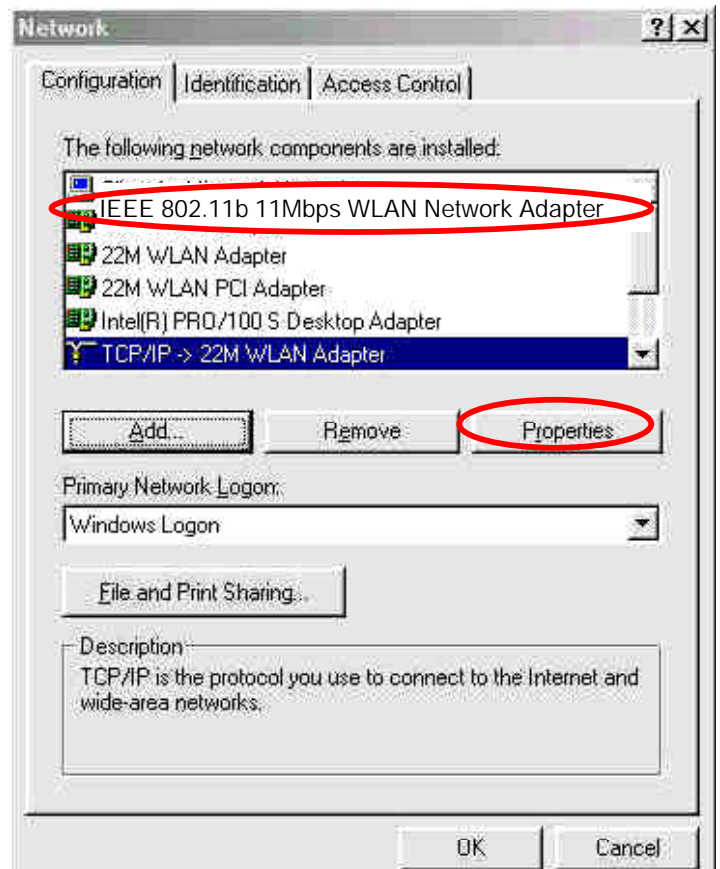 Network
Configuration Identification Access Control
The following network components are installed:
IEEE 802.11b 11Mbps WLAN Network Adapter
22M WLAN Adapter
22M WLAN PCI Adapter
Intel(R) PRO/100 S Desktop Adapter
TCP/IP -> 22M WLAN Adapter
Add... Remove Properties
Primary Network Logon:
Windows Logon
File and Print Sharing...
Description
TCP/IP is the protocol you use to connect to the Internet and
wide-area networks.
OK Cancel